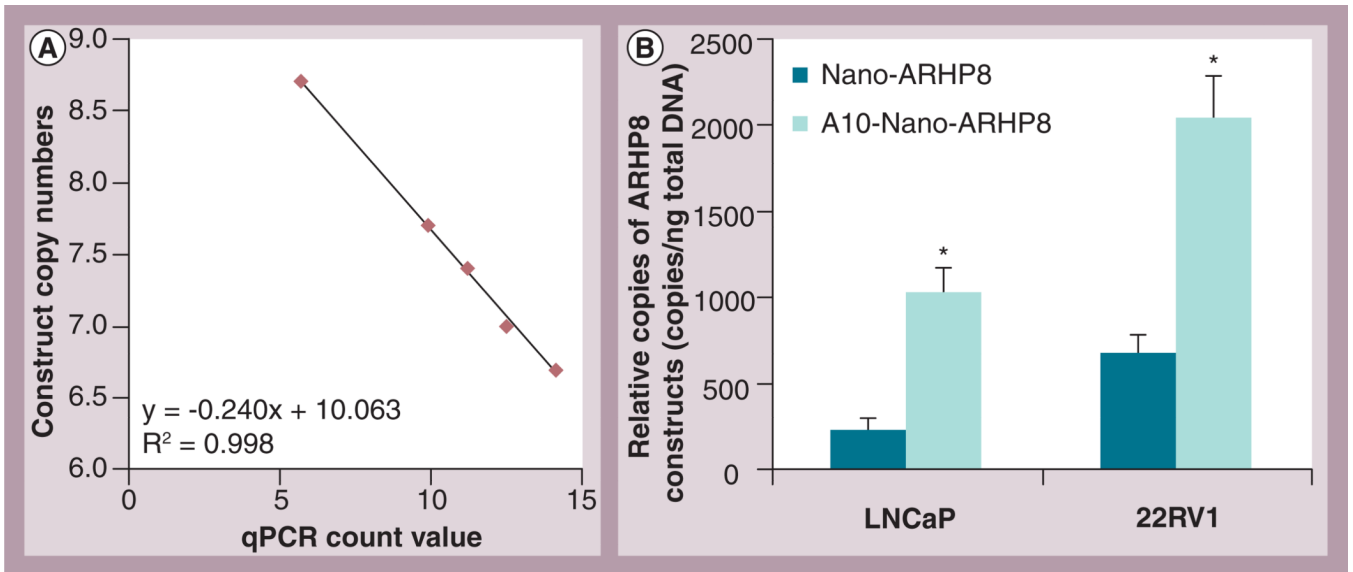 A
9.0
8.5
8.0
7.5
7.0
6.5
6.0
Construct copy numbers
y = -0.240x + 10.063
R² = 0.998
0 5 10 15
qPCR count value
B
2500
2000
1500
1000
500
0
Relative copies of ARHP8
constructs (copies/ng total DNA)
Nano-ARHP8
A10-Nano-ARHP8
*
*
LNCaP 22RV1